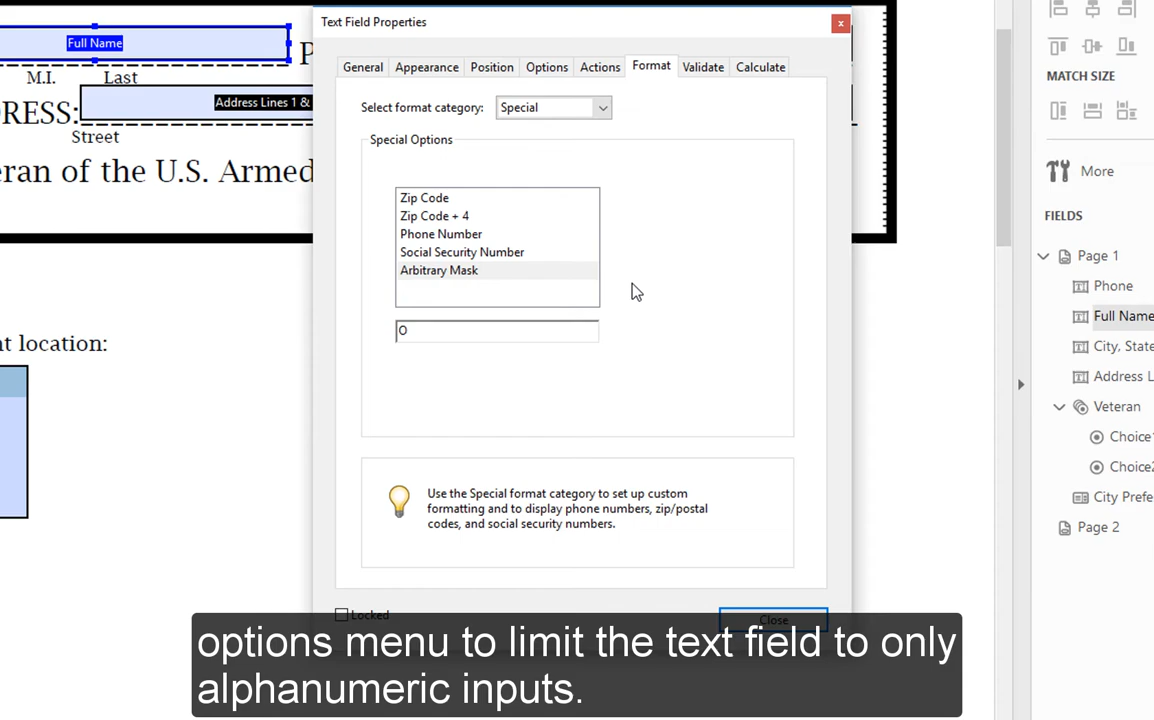 Text Field Properties
x
Full Name
P
M.I. Last
RESS:
Address Lines 1 &
Street
eran of the U.S. Armed
nt location:
General Appearance Position Options Actions Format Validate Calculate
Select format category: Special
Special Options
Zip Code
Zip Code + 4
Phone Number
Social Security Number
Arbitrary Mask
O
Use the Special format category to set up custom
formatting and to display phone numbers, zip/postal
codes, and social security numbers.
Locked
Close
MATCH SIZE
More
FIELDS
Page 1
Phone
Full Name
City, State
Address L
Veteran
Choice1
Choice2
City Prefe
Page 2
options menu to limit the text field to only
alphanumeric inputs.